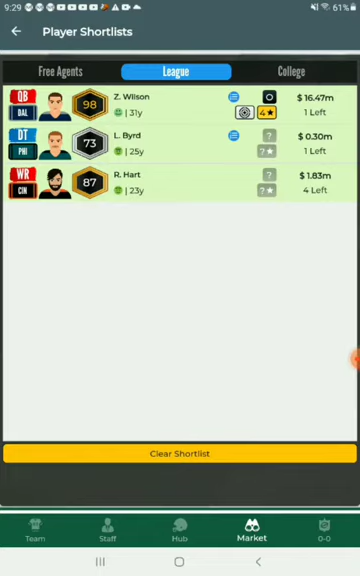 9:29
61%
Player Shortlists
Free Agents League College
QB
DAL
98
Z. Wilson
31y
4★
$ 16.47m
1 Left
DT
PHI
73
L. Byrd
25y
?
?★
$ 0.30m
1 Left
WR
CIN
87
R. Hart
23y
?
?★
$ 1.83m
4 Left
Clear Shortlist
Team Staff Hub Market 0-0